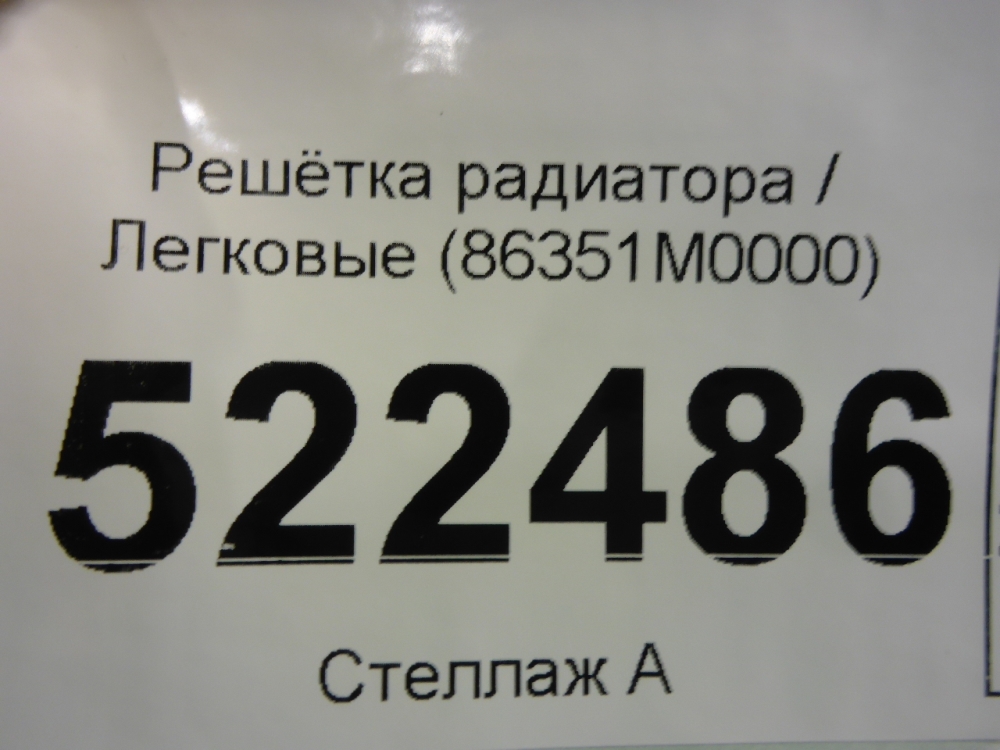 Решётка радиатора /
Легковые (86351M0000)
522486
Стеллаж А